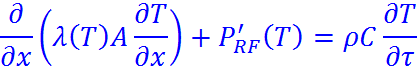 ∂/∂x (λ(T)A ∂T/∂x) + P′_RF(T) = ρC ∂T/∂τ